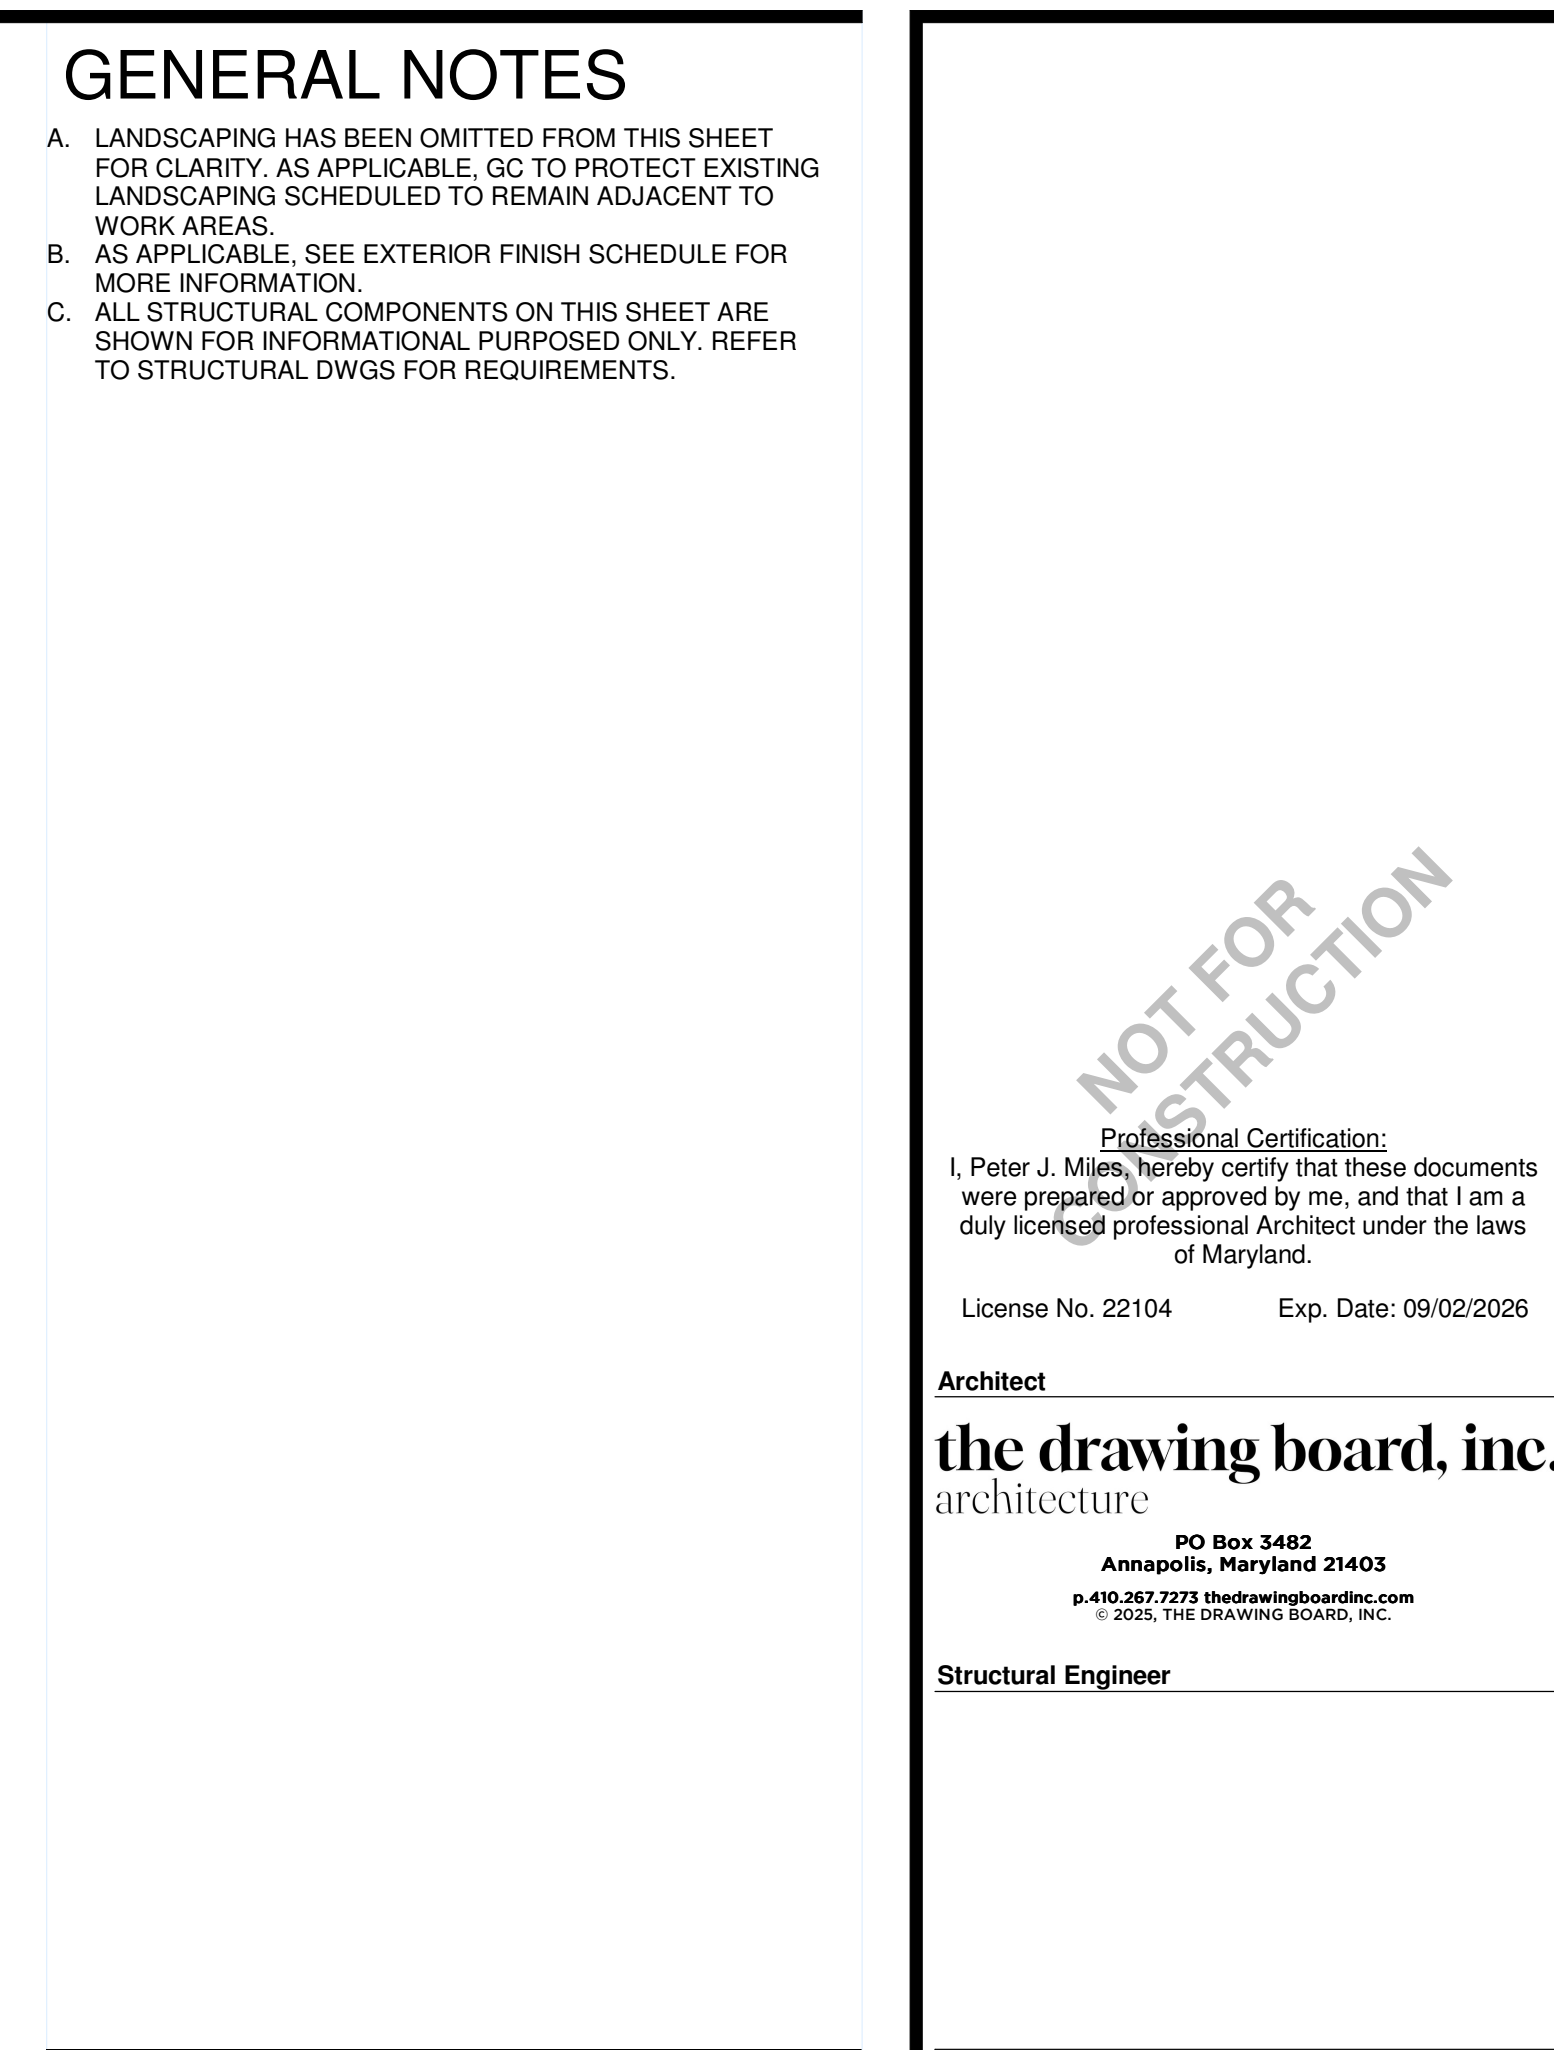 GENERAL NOTES
A. LANDSCAPING HAS BEEN OMITTED FROM THIS SHEET
FOR CLARITY. AS APPLICABLE, GC TO PROTECT EXISTING
LANDSCAPING SCHEDULED TO REMAIN ADJACENT TO
WORK AREAS.
B. AS APPLICABLE, SEE EXTERIOR FINISH SCHEDULE FOR
MORE INFORMATION.
C. ALL STRUCTURAL COMPONENTS ON THIS SHEET ARE
SHOWN FOR INFORMATIONAL PURPOSED ONLY. REFER
TO STRUCTURAL DWGS FOR REQUIREMENTS.
NOT FOR
CONSTRUCTION
Professional Certification:
I, Peter J. Miles, hereby certify that these documents
were prepared or approved by me, and that I am a
duly licensed professional Architect under the laws
of Maryland.
License No. 22104 Exp. Date: 09/02/2026
Architect
the drawing board, inc.
architecture
PO Box 3482
Annapolis, Maryland 21403
p.410.267.7273 thedrawingboardinc.com
© 2025, THE DRAWING BOARD, INC.
Structural Engineer